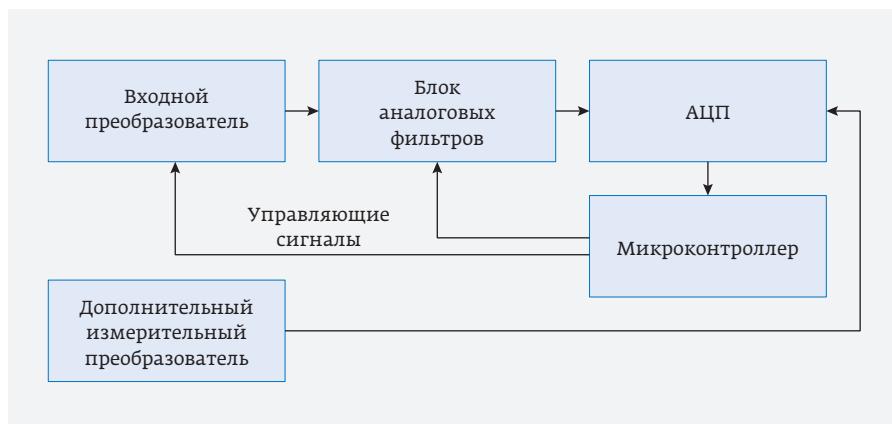 Входной
преобразователь
Блок
аналоговых
фильтров
АЦП
Управляющие
сигналы
Микроконтроллер
Дополнительный
измерительный
преобразователь